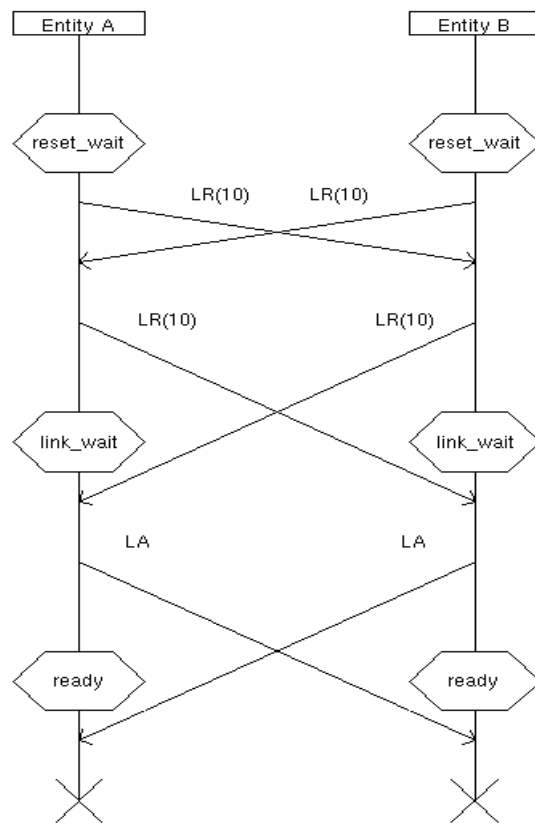 Entity A Entity B
reset_wait reset_wait
LR(10) LR(10)
LR(10) LR(10)
link_wait link_wait
LA LA
ready ready